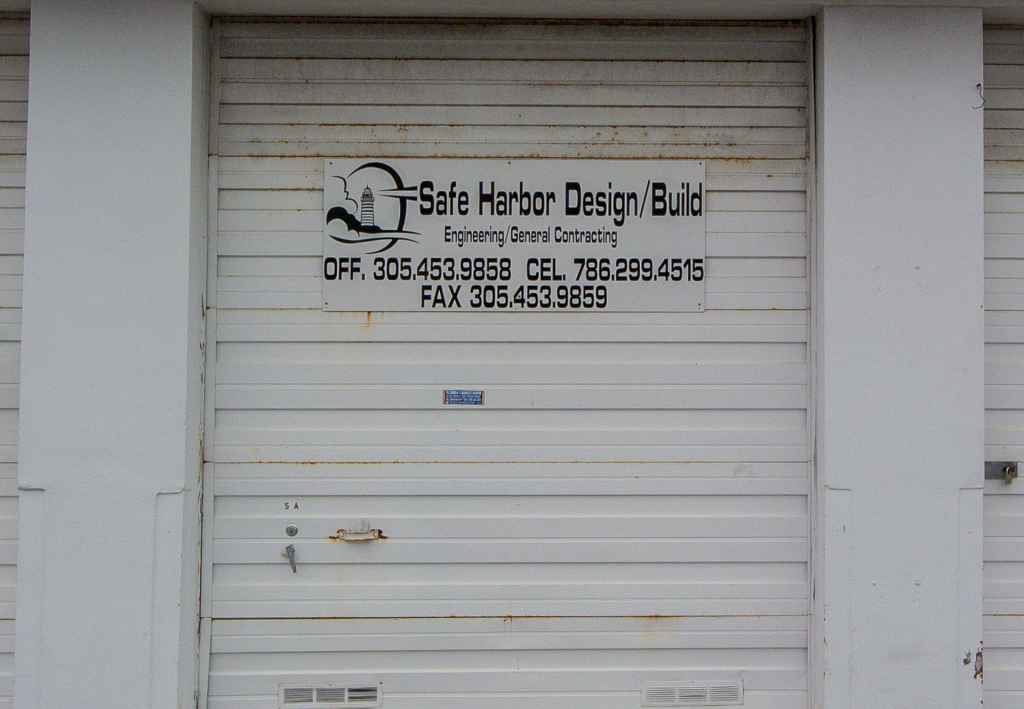 Safe Harbor Design/Build
Engineering/General Contracting
OFF. 305.453.9858 CEL. 786.299.4515
FAX 305.453.9859
S A